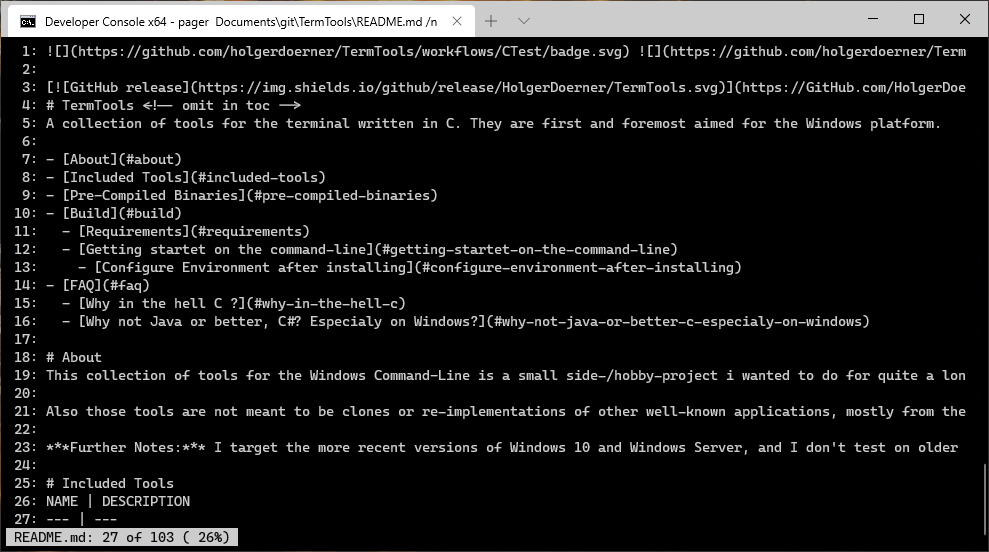 Developer Console x64 - pager  Documents\git\TermTools\README.md /n
1: ![](https://github.com/holgerdoerner/TermTools/workflows/CTest/badge.svg) ![](https://github.com/holgerdoerner/Term
2:
3: [![GitHub release](https://img.shields.io/github/release/HolgerDoerner/TermTools.svg)](https://GitHub.com/HolgerDoe
4: # TermTools <!-- omit in toc -->
5: A collection of tools for the terminal written in C. They are first and foremost aimed for the Windows platform.
6:
7: - [About](#about)
8: - [Included Tools](#included-tools)
9: - [Pre-Compiled Binaries](#pre-compiled-binaries)
10: - [Build](#build)
11:   - [Requirements](#requirements)
12:   - [Getting startet on the command-line](#getting-startet-on-the-command-line)
13:     - [Configure Environment after installing](#configure-environment-after-installing)
14: - [FAQ](#faq)
15:   - [Why in the hell C ?](#why-in-the-hell-c)
16:   - [Why not Java or better, C#? Especialy on Windows?](#why-not-java-or-better-c-especialy-on-windows)
17:
18: # About
19: This collection of tools for the Windows Command-Line is a small side-/hobby-project i wanted to do for quite a lon
20:
21: Also those tools are not meant to be clones or re-implementations of other well-known applications, mostly from the
22:
23: ***Further Notes:*** I target the more recent versions of Windows 10 and Windows Server, and I don't test on older
24:
25: # Included Tools
26: NAME | DESCRIPTION
27: --- | ---
README.md: 27 of 103 ( 26%)